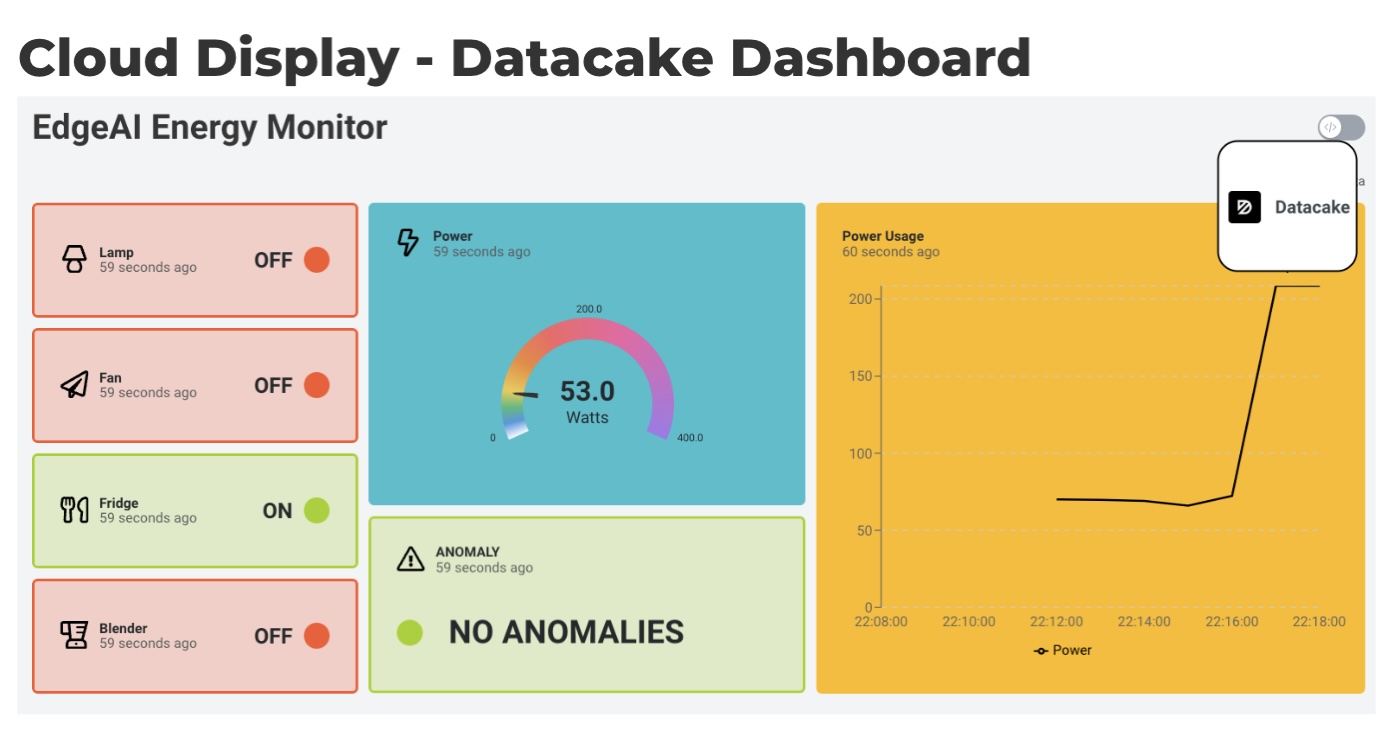 Cloud Display - Datacake Dashboard
EdgeAI Energy Monitor
Datacake
Lamp
59 seconds ago
OFF
Fan
59 seconds ago
OFF
Fridge
59 seconds ago
ON
Blender
59 seconds ago
OFF
Power
59 seconds ago
200.0
53.0
Watts
0
400.0
ANOMALY
59 seconds ago
NO ANOMALIES
Power Usage
60 seconds ago
200
150
100
50
0
22:08:00 22:10:00 22:12:00 22:14:00 22:16:00 22:18:00
Power